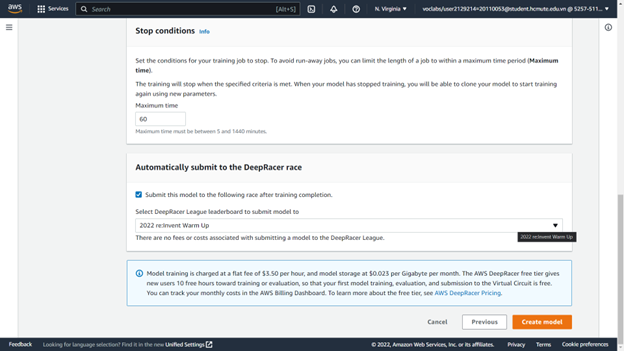 aws
Services
Search
[Alt+S]
N. Virginia ▼
voclabs/user2129214=20110053@student.hcmute.edu.vn @ 5257-511...
Stop conditions Info
Set the conditions for your training job to stop. To avoid run-away jobs, you can limit the length of a job to within a maximum time period (Maximum
time).
The training will stop when the specified criteria is met. When your model has stopped training, you will be able to clone your model to start training
again using new parameters.
Maximum time
60
Maximum time must be between 5 and 1440 minutes.
Automatically submit to the DeepRacer race
Submit this model to the following race after training completion.
Select DeepRacer League leaderboard to submit model to
2022 re:Invent Warm Up
There are no fees or costs associated with submitting a model to the DeepRacer League.
2022 re:Invent Warm Up
Model training is charged at a flat fee of $3.50 per hour, and model storage at $0.023 per Gigabyte per month. The AWS DeepRacer free tier gives
new users 10 free hours toward training or evaluation, so that your first model training, evaluation, and submission to the Virtual Circuit is free.
You can track your monthly costs in the AWS Billing Dashboard. To learn more about the free tier, see AWS DeepRacer Pricing.
Cancel
Previous
Create model
Feedback
Looking for language selection? Find it in the new Unified Settings
© 2022, Amazon Web Services, Inc. or its affiliates.
Privacy
Terms
Cookie preferences